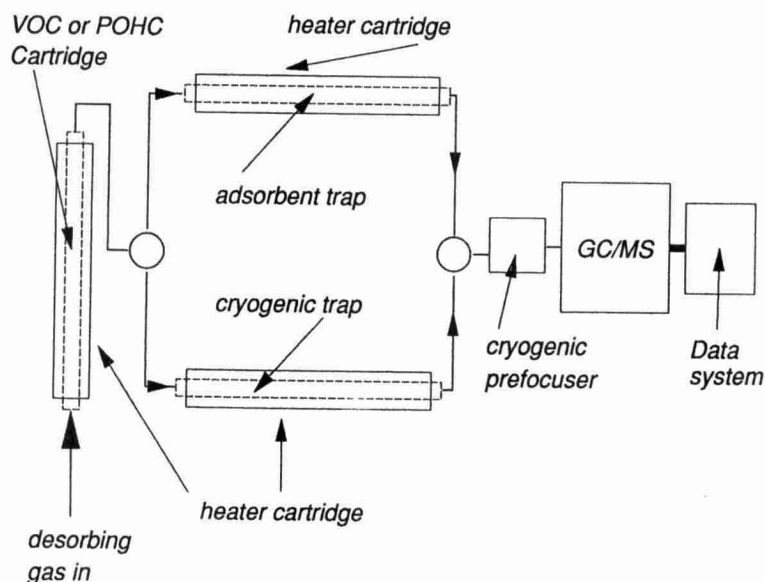 VOC or POHC
Cartridge
heater cartridge
adsorbent trap
cryogenic trap
GC/MS
cryogenic
prefocuser
Data
system
heater cartridge
desorbing
gas in